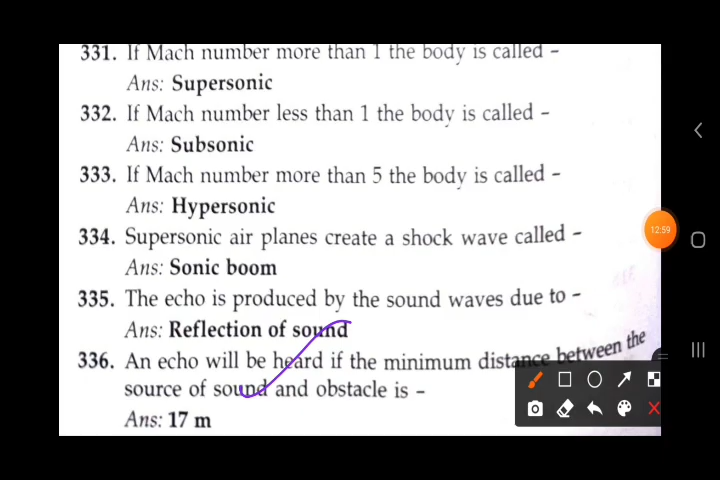 331. If Mach number more than 1 the body is called –
Ans: Supersonic
332. If Mach number less than 1 the body is called –
Ans: Subsonic
333. If Mach number more than 5 the body is called –
Ans: Hypersonic
334. Supersonic air planes create a shock wave called –
Ans: Sonic boom
12:59
335. The echo is produced by the sound waves due to –
Ans: Reflection of sound
336. An echo will be heard if the minimum distance between the
source of sound and obstacle is –
Ans: 17 m